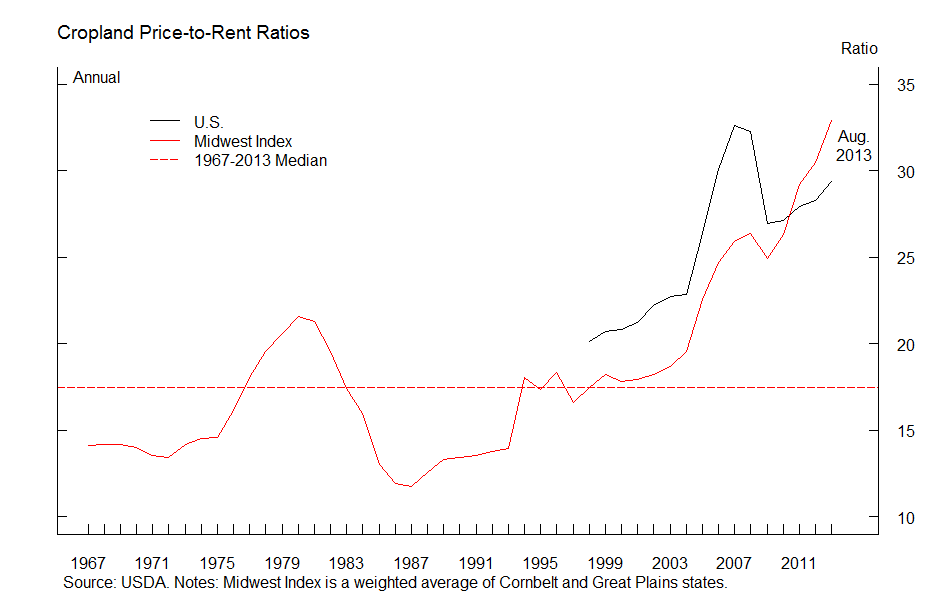 Cropland Price-to-Rent Ratios
Ratio
Annual
35
U.S.
Midwest Index
1967-2013 Median
Aug.
2013
30
25
20
15
10
1967 1971 1975 1979 1983 1987 1991 1995 1999 2003 2007 2011
Source: USDA. Notes: Midwest Index is a weighted average of Cornbelt and Great Plains states.